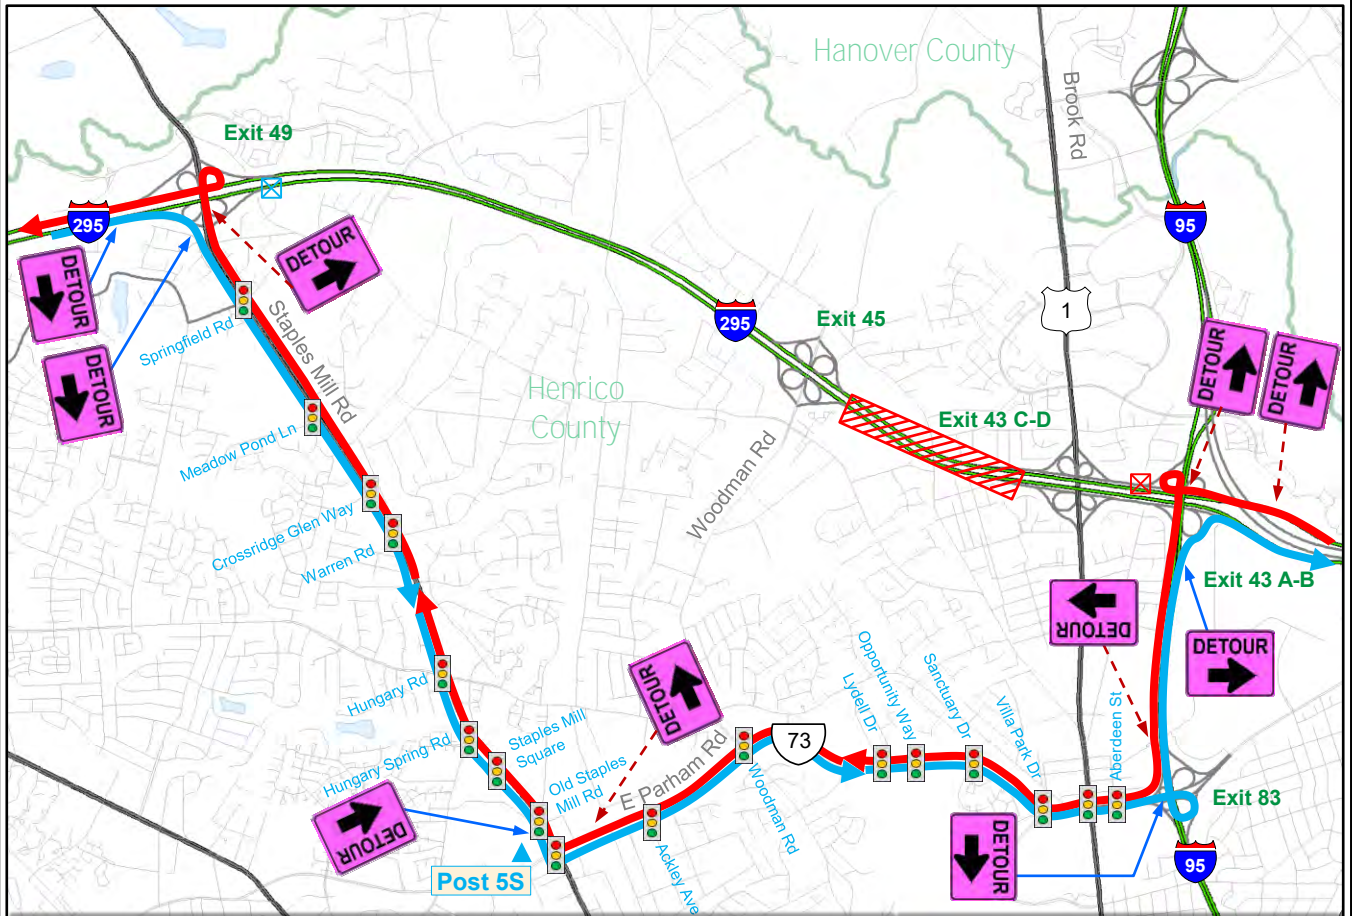 Hanover County
Brook Rd
Exit 49
295
95
DETOUR
DETOUR
DETOUR
Springfield Rd
Staples Mill Rd
295
Exit 45
1
DETOUR
DETOUR
Henrico
County
Meadow Pond Ln
Exit 43 C-D
Woodman Rd
Crossridge Glen Way
Warren Rd
Exit 43 A-B
DETOUR
DETOUR
Hungary Rd
DETOUR
Opportunity Way
Lydell Dr
Sanctuary Dr
Villa Park Dr
Aberdeen St
Hungary Spring Rd
Staples Mill
Square
73
Old Staples
Mill Rd
E Parham Rd
Woodman Rd
Exit 83
DETOUR
DETOUR
Ackley Ave
Post 5S
95